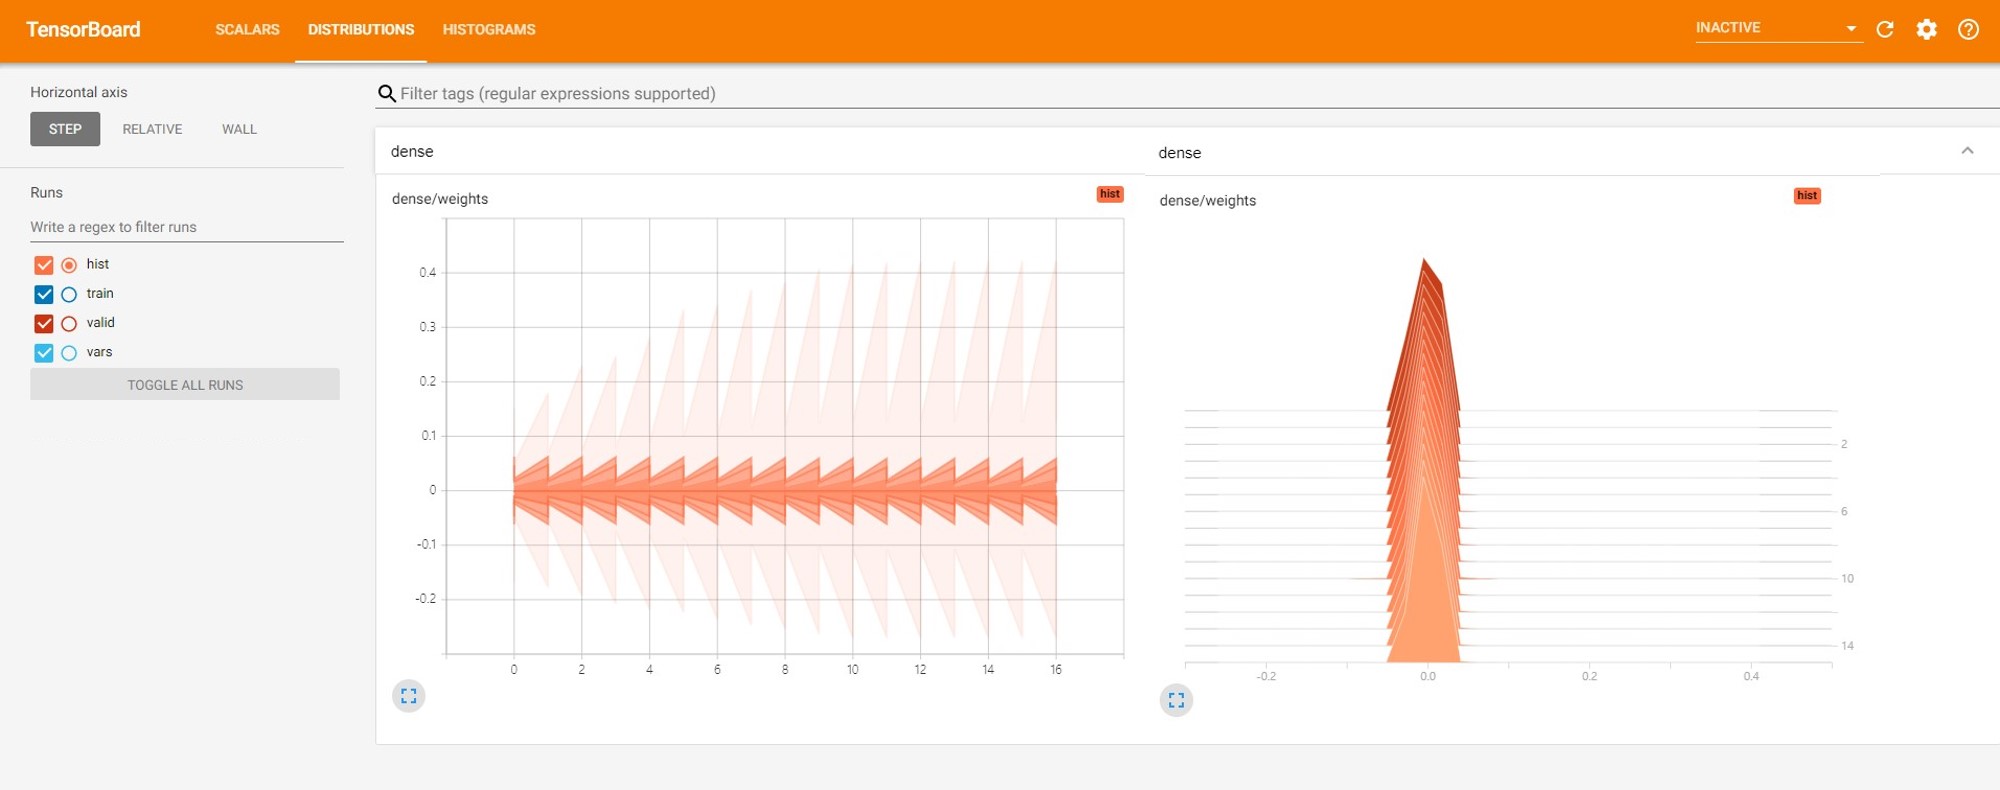 TensorBoard
SCALARS DISTRIBUTIONS HISTOGRAMS
INACTIVE
Horizontal axis
STEP RELATIVE WALL
Runs
Write a regex to filter runs
hist
train
valid
vars
TOGGLE ALL RUNS
Filter tags (regular expressions supported)
dense
dense/weights
hist
0.4
0.3
0.2
0.1
0
-0.1
-0.2
0 2 4 6 8 10 12 14 16
dense
dense/weights
hist
2
6
10
14
-0.2 0.0 0.2 0.4